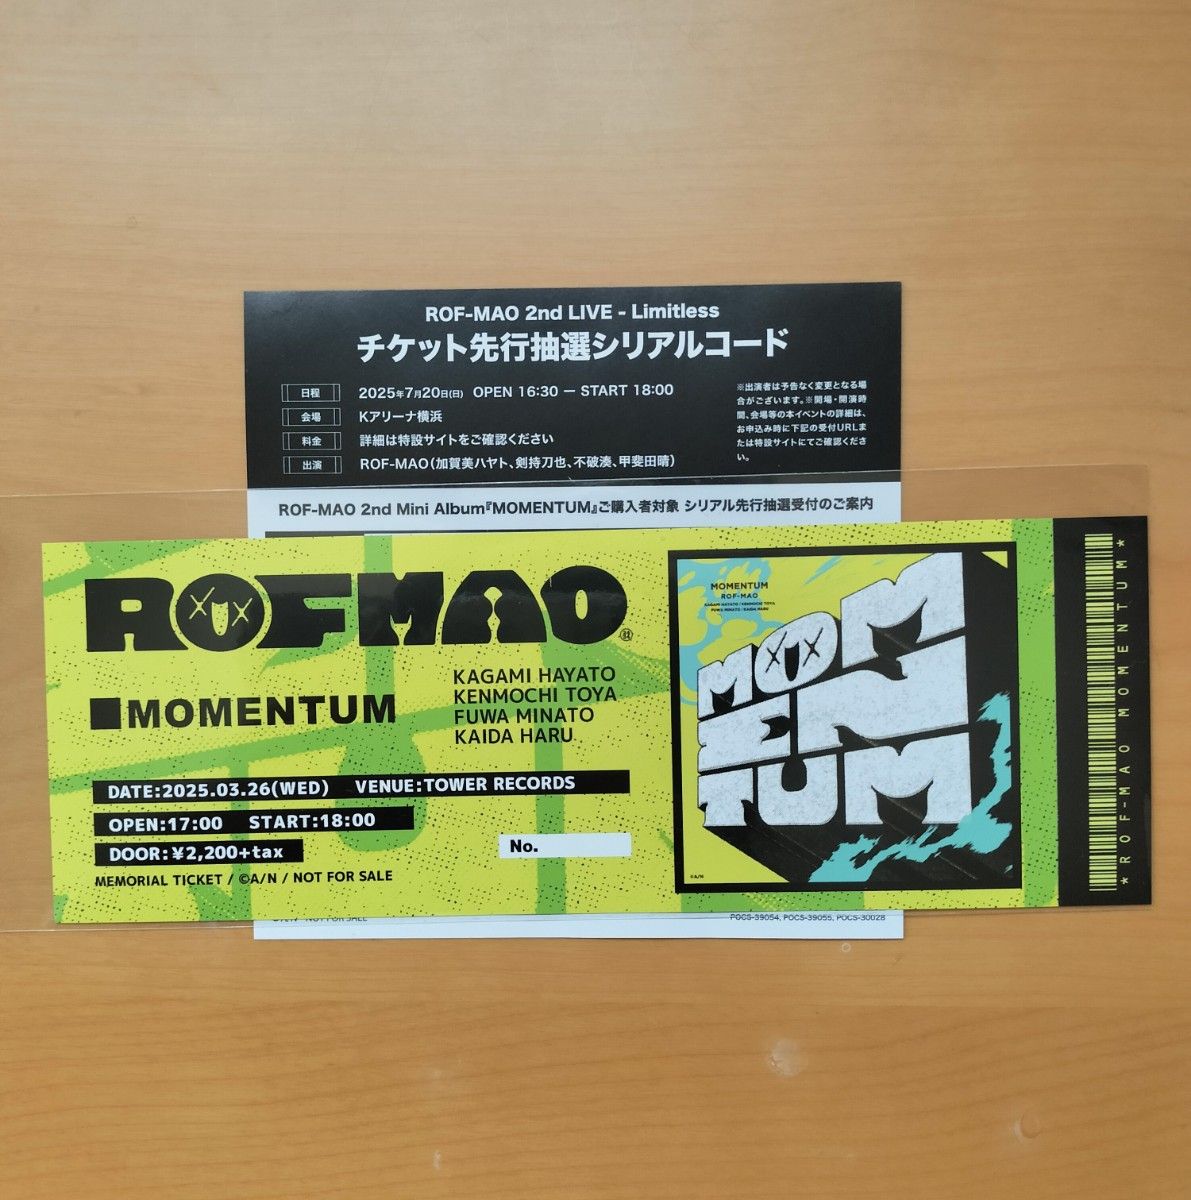 ROF-MAO 2nd LIVE - Limitless
チケット先行抽選シリアルコード
日程 2025年7月20日(日) OPEN 16:30 － START 18:00
会場 Kアリーナ横浜
料金 詳細は特設サイトをご確認ください
出演 ROF-MAO（加賀美ハヤト、剣持刀也、不破湊、甲斐田晴）
※出演者は予告なく変更となる場
合がございます。※開場・開演時
間、会場等の本イベントの詳細は、
お申込み時に下記の受付URLま
たは特設サイトにてご確認くださ
い。
ROF-MAO 2nd Mini Album『MOMENTUM』ご購入者対象 シリアル先行抽選受付のご案内
ROFMAO
MOMENTUM
KAGAMI HAYATO
KENMOCHI TOYA
FUWA MINATO
KAIDA HARU
DATE:2025.03.26(WED) VENUE:TOWER RECORDS
OPEN:17:00 START:18:00
DOOR:¥2,200+tax
No.
MEMORIAL TICKET / ©A/N / NOT FOR SALE
MOMENTUM
ROF-MAO
KAGAMI HAYATO / KENMOCHI TOYA
FUWA MINATO / KAIDA HARU
MOM
EN
TUM
©A/N
*ROF-MAO MOMENTUM*
NOT FOR SALE
POCS-39054, POCS-39055, POCS-30028